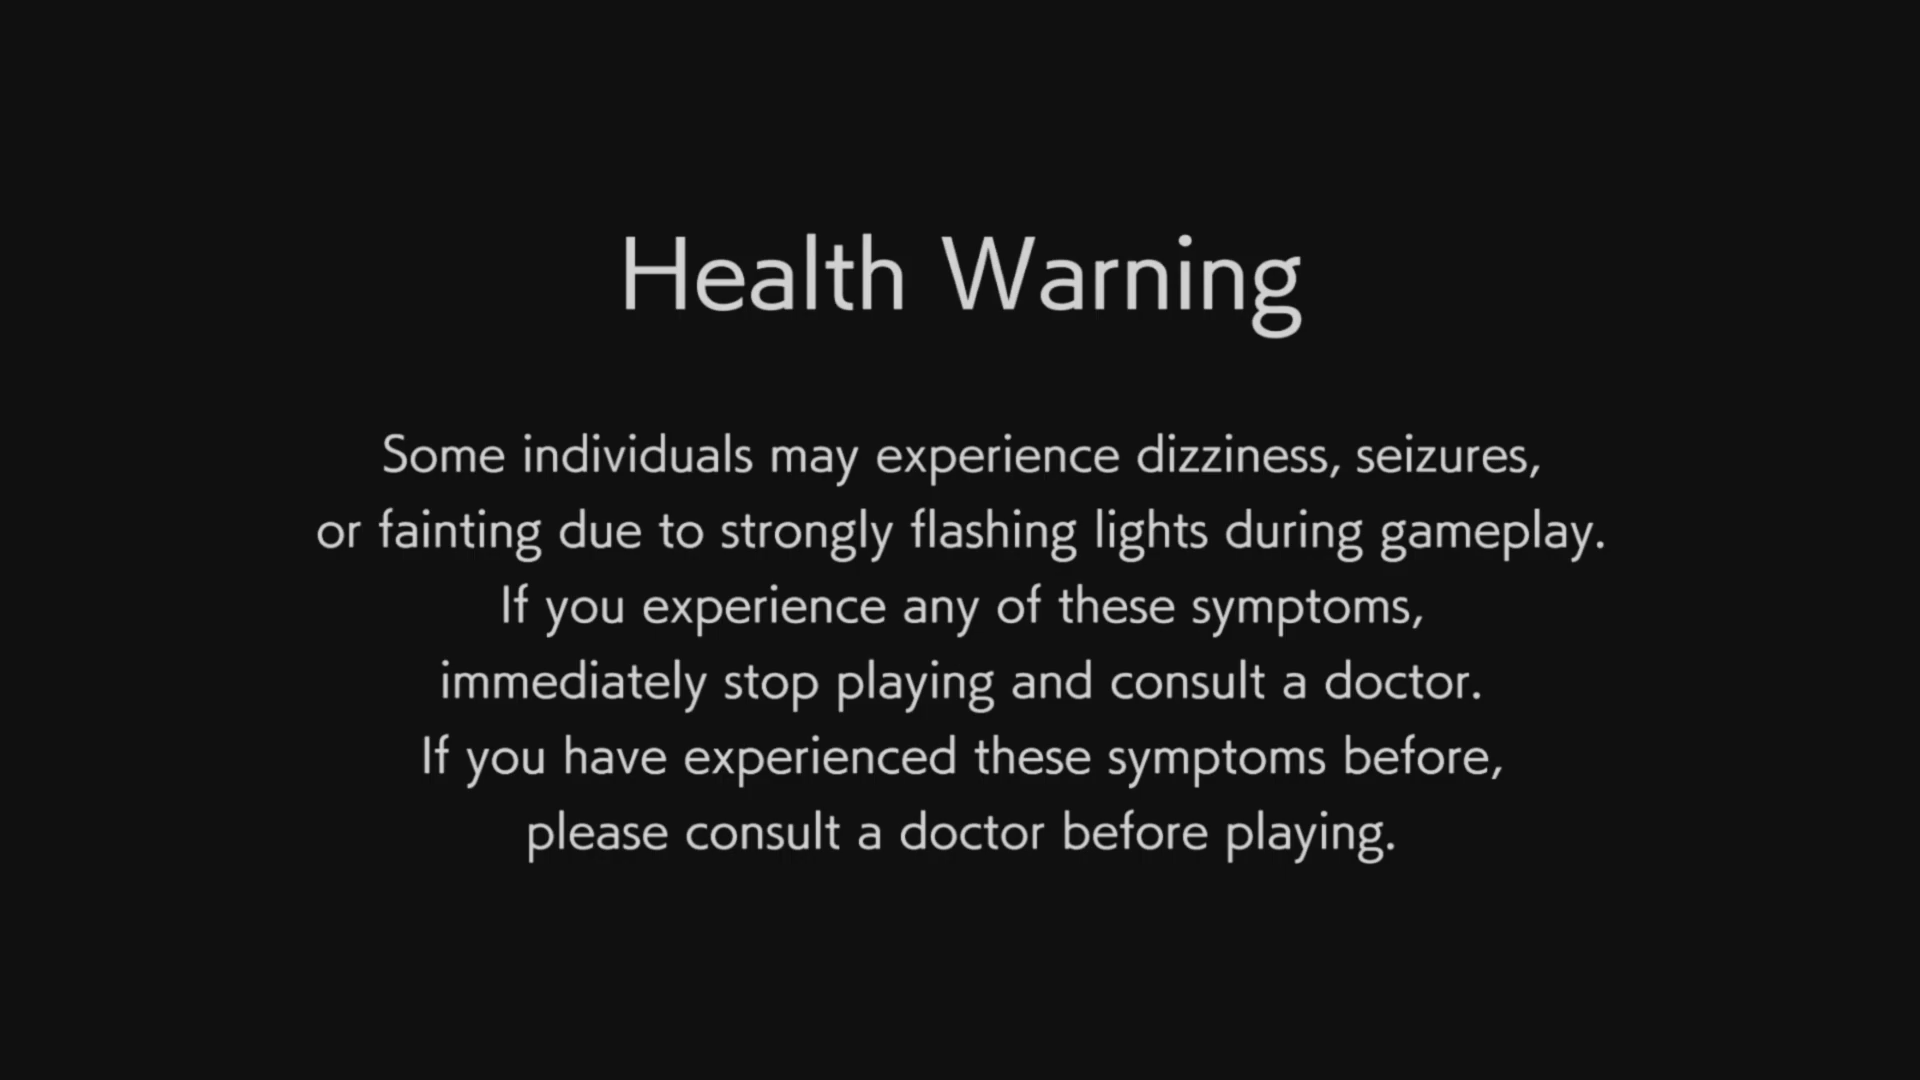 Health Warning
Some individuals may experience dizziness, seizures,
or fainting due to strongly flashing lights during gameplay.
If you experience any of these symptoms,
immediately stop playing and consult a doctor.
If you have experienced these symptoms before,
please consult a doctor before playing.